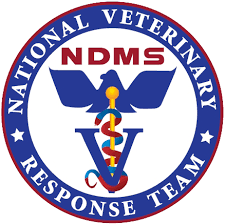 NATIONAL VETERINARY
NDMS
V
RESPONSE TEAM